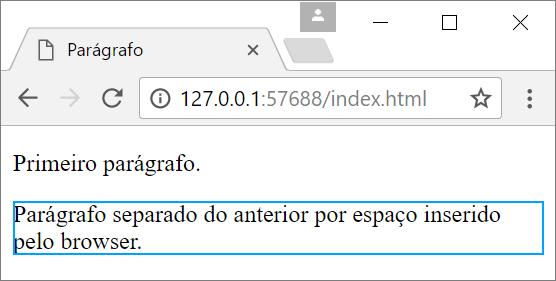 Parágrafo
127.0.0.1:57688/index.html
Primeiro parágrafo.
Parágrafo separado do anterior por espaço inserido
pelo browser.